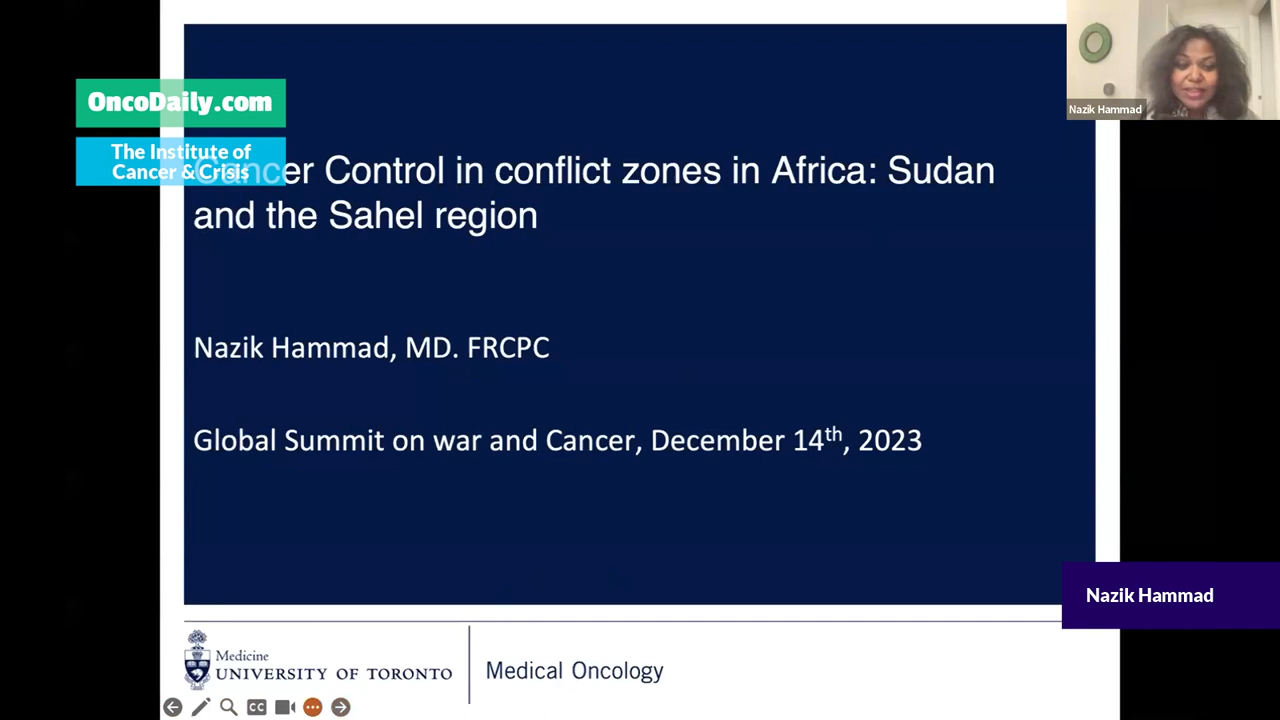 OncoDaily.com
The Institute of
Cancer & Crisis
Cancer Control in conflict zones in Africa: Sudan
and the Sahel region
Nazik Hammad, MD. FRCPC
Global Summit on war and Cancer, December 14th, 2023
Nazik Hammad
Nazik Hammad
Medicine
UNIVERSITY OF TORONTO
Medical Oncology
CC